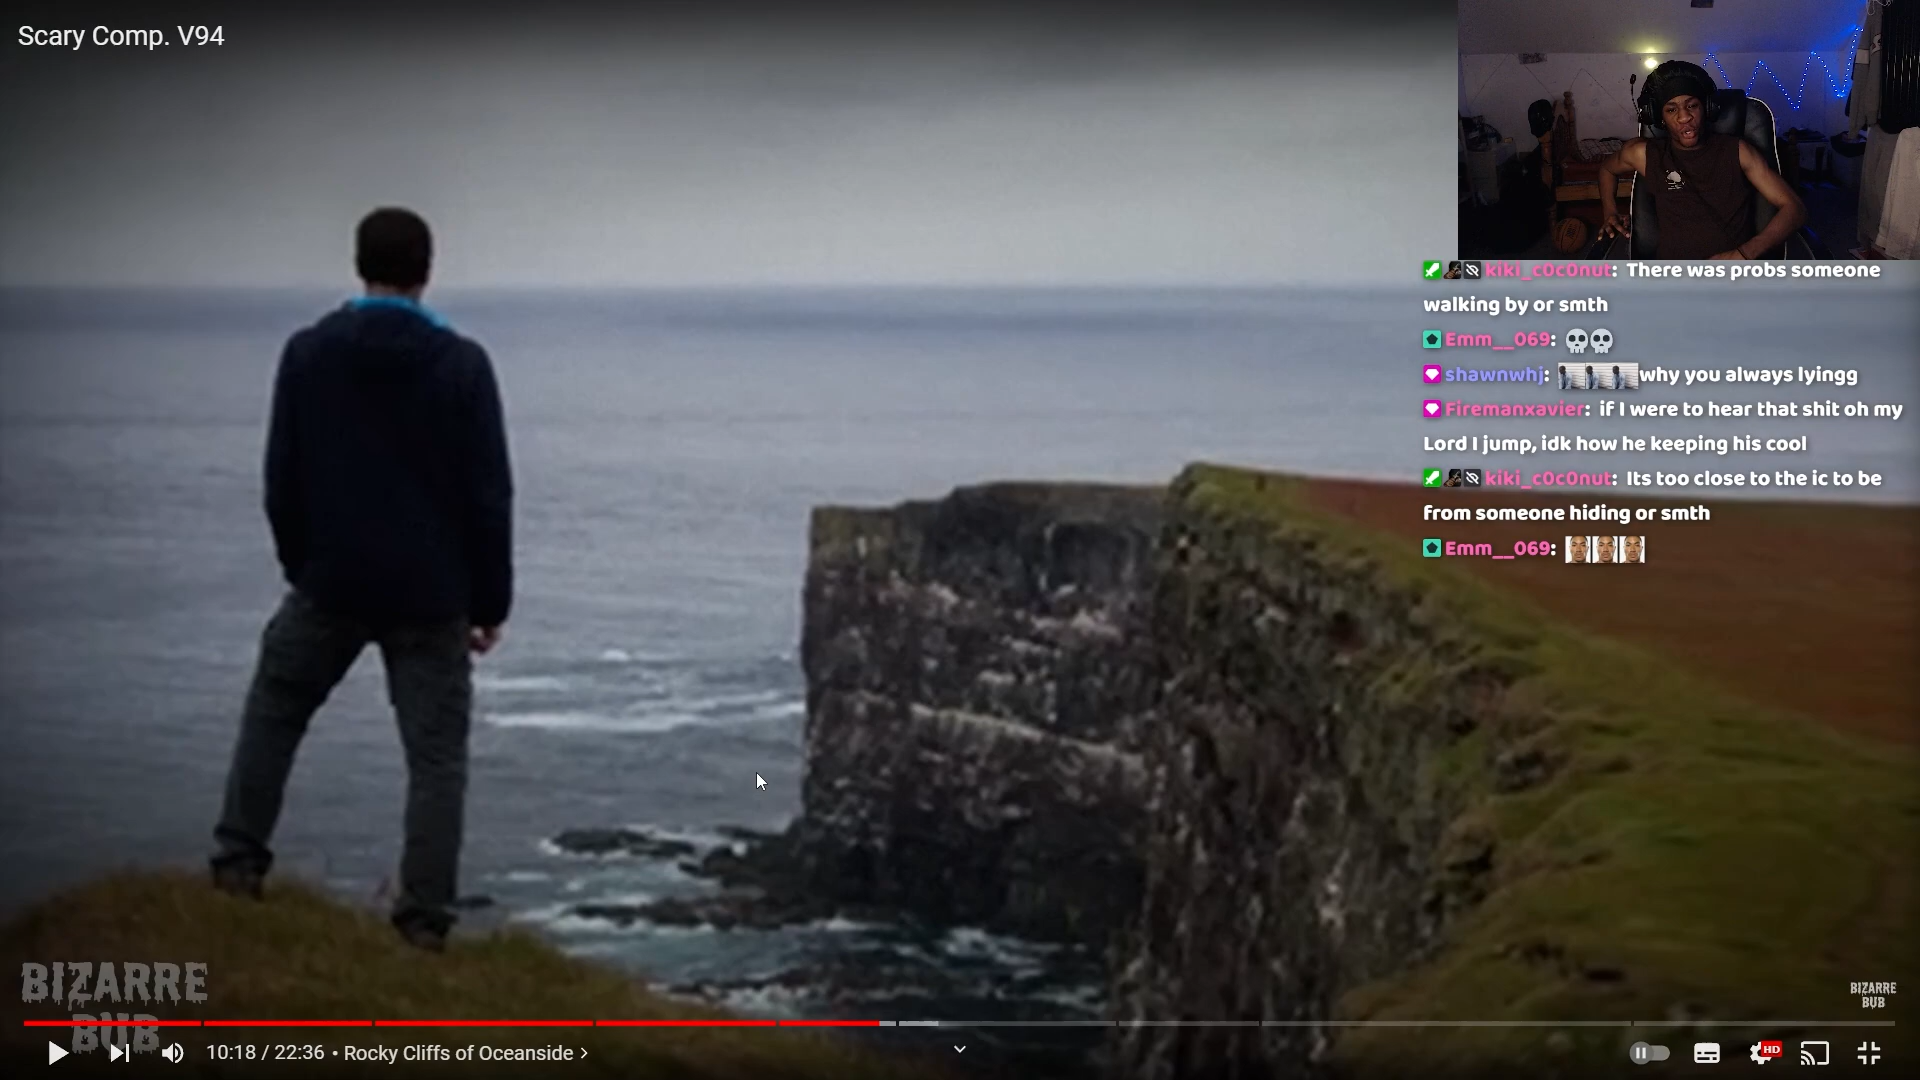 Scary Comp. V94
kiki_c0c0nut: There was probs someone
walking by or smth
Emm__069: 💀💀
shawnwhj: why you always lyingg
Firemanxavier: if I were to hear that shit oh my
Lord I jump, idk how he keeping his cool
kiki_c0c0nut: Its too close to the ic to be
from someone hiding or smth
Emm__069:
BIZARRE
BUB
BIZARRE
BUB
10:18 / 22:36 • Rocky Cliffs of Oceanside >
HD